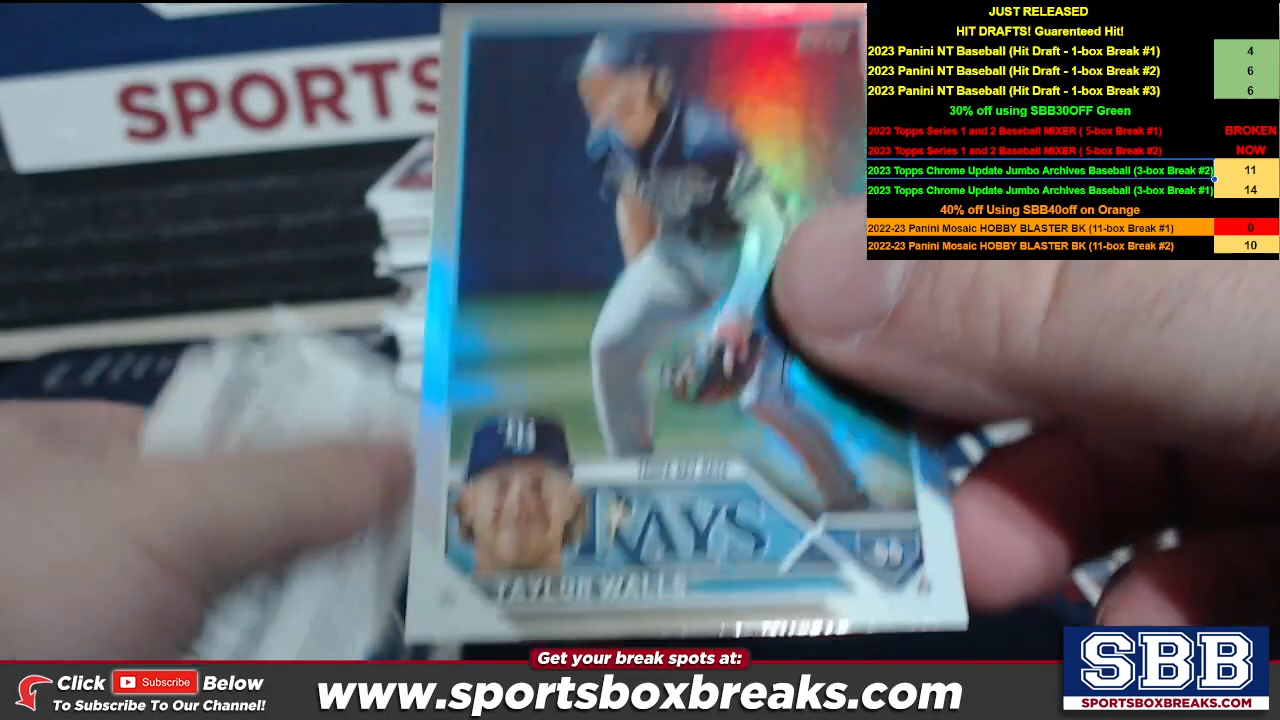 SPORTS
TB
RAYS
TAYLOR WALLS
JUST RELEASED
HIT DRAFTS! Guarenteed Hit!
2023 Panini NT Baseball (Hit Draft - 1-box Break #1) 4
2023 Panini NT Baseball (Hit Draft - 1-box Break #2) 6
2023 Panini NT Baseball (Hit Draft - 1-box Break #3) 6
30% off using SBB30OFF Green
2023 Topps Series 1 and 2 Baseball MIXER ( 5-box Break #1) BROKEN
2023 Topps Series 1 and 2 Baseball MIXER ( 5-box Break #2) NOW
2023 Topps Chrome Update Jumbo Archives Baseball (3-box Break #2) 11
2023 Topps Chrome Update Jumbo Archives Baseball (3-box Break #1) 14
40% off Using SBB40off on Orange
2022-23 Panini Mosaic HOBBY BLASTER BK (11-box Break #1) 0
2022-23 Panini Mosaic HOBBY BLASTER BK (11-box Break #2) 10
Get your break spots at:
Click Subscribe Below
To Subscribe To Our Channel!
www.sportsboxbreaks.com
SBB
SPORTSBOXBREAKS.COM